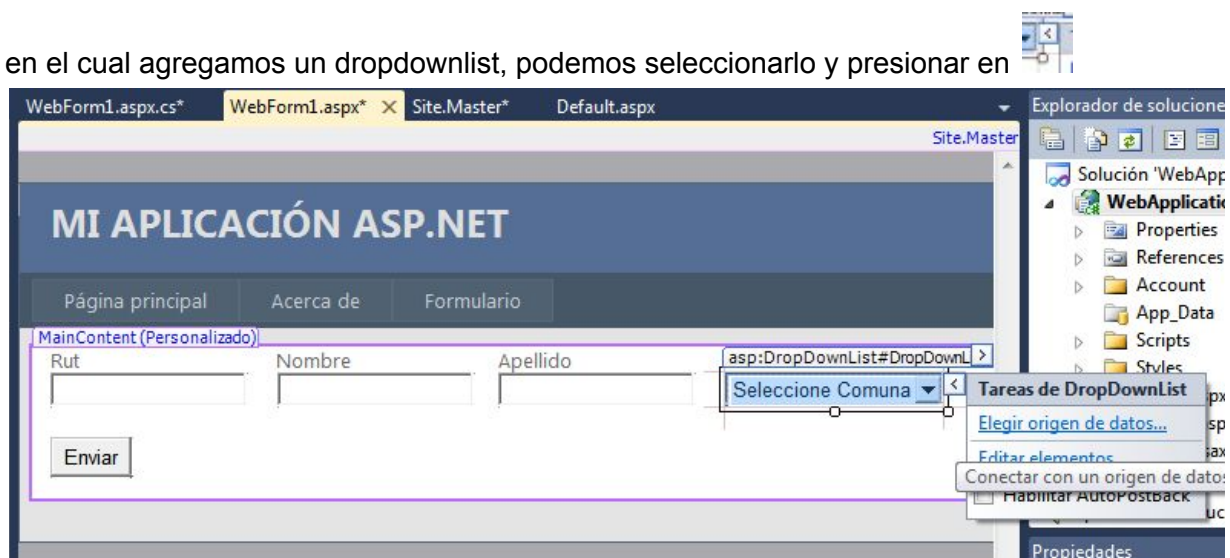 en el cual agregamos un dropdownlist, podemos seleccionarlo y presionar en
WebForm1.aspx.cs* WebForm1.aspx* Site.Master* Default.aspx
Explorador de solucione
Site.Master
Solución 'WebApp
WebApplicatio
MI APLICACIÓN ASP.NET
Properties
References
Página principal Acerca de Formulario
Account
App_Data
MainContent (Personalizado)
Scripts
Rut Nombre Apellido
asp:DropDownList#DropDownL
Styles
Seleccione Comuna
Tareas de DropDownList
Elegir origen de datos...
Enviar
Editar elementos
Conectar con un origen de datos
Habilitar AutoPostBack
Propiedades